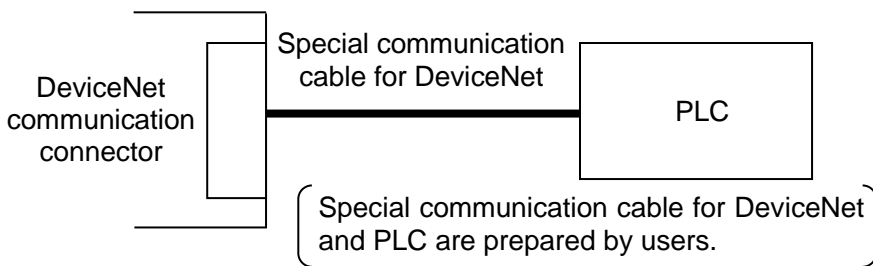 DeviceNet
communication
connector
Special communication
cable for DeviceNet
PLC
Special communication cable for DeviceNet
and PLC are prepared by users.